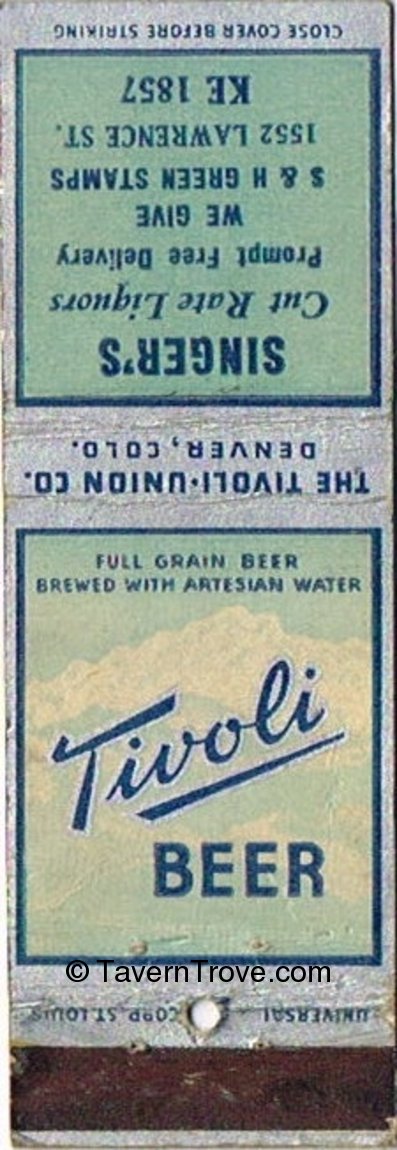 CLOSE COVER BEFORE STRIKING
SINGER'S
Cut Rate Liquors
Prompt Free Delivery
WE GIVE
S & H GREEN STAMPS
1552 LAWRENCE ST.
KE 1857
THE TIVOLI-UNION CO.
DENVER, COLO.
FULL GRAIN BEER
BREWED WITH ARTESIAN WATER
Tivoli
BEER
© TavernTrove.com
UNIVERSAL CORP. ST. LOUIS